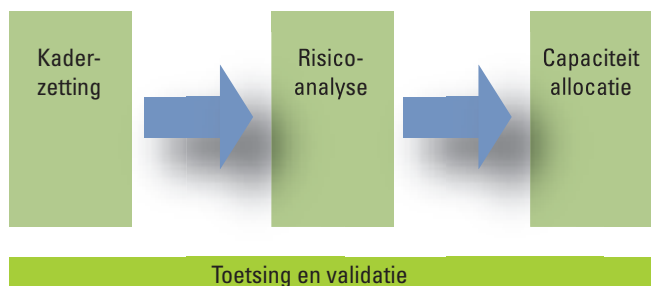 Kader-
zetting
Risico-
analyse
Capaciteit
allocatie
Toetsing en validatie